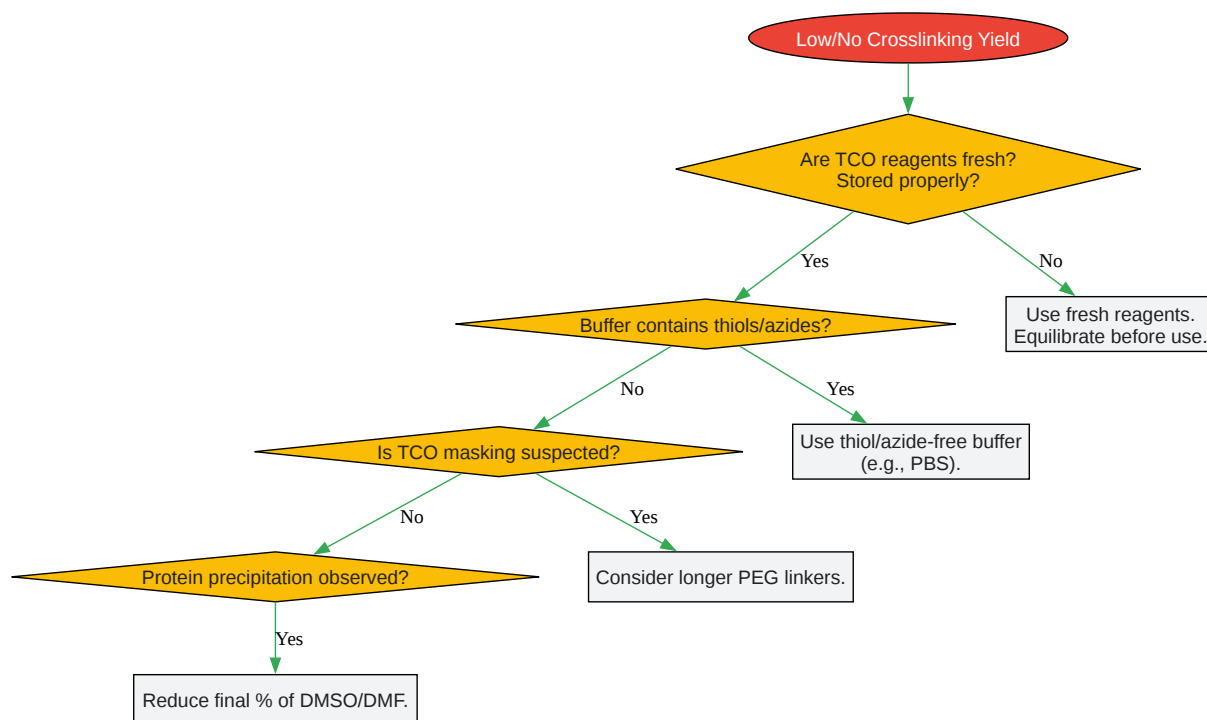 Low/No Crosslinking Yield
Are TCO reagents fresh?
Stored properly?
Yes
No
Buffer contains thiols/azides?
Use fresh reagents.
Equilibrate before use.
No
Yes
Is TCO masking suspected?
Use thiol/azide-free buffer
(e.g., PBS).
No
Yes
Protein precipitation observed?
Consider longer PEG linkers.
Yes
Reduce final % of DMSO/DMF.